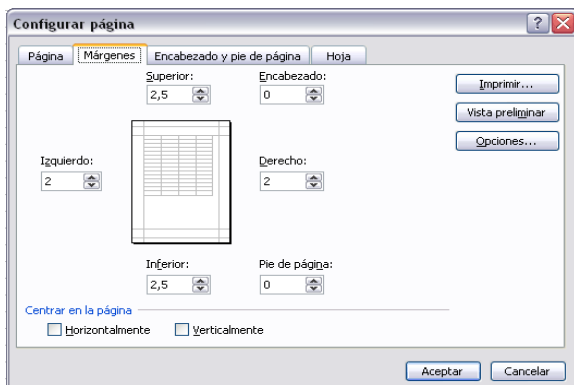 Configurar página
Página Márgenes Encabezado y pie de página Hoja
Superior: Encabezado:
2,5 0
Imprimir...
Vista preliminar
Opciones...
Izquierdo: Derecho:
2 2
Inferior: Pie de página:
2,5 0
Centrar en la página
Horizontalmente Verticalmente
Aceptar Cancelar